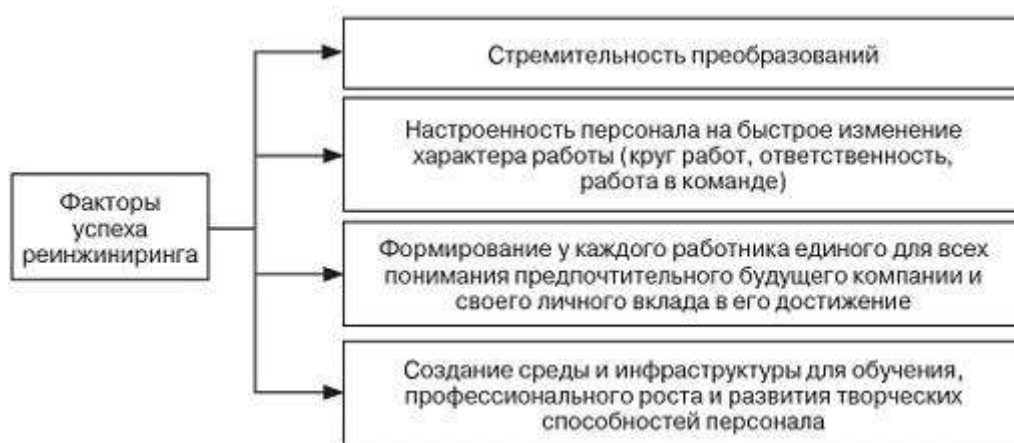 Стремительность преобразований
Настроенность персонала на быстрое изменение
характера работы (круг работ, ответственность,
работа в команде)
Факторы
успеха
реинжиниринга
Формирование у каждого работника единого для всех
понимания предпочтительного будущего компании и
своего личного вклада в его достижение
Создание среды и инфраструктуры для обучения,
профессионального роста и развития творческих
способностей персонала